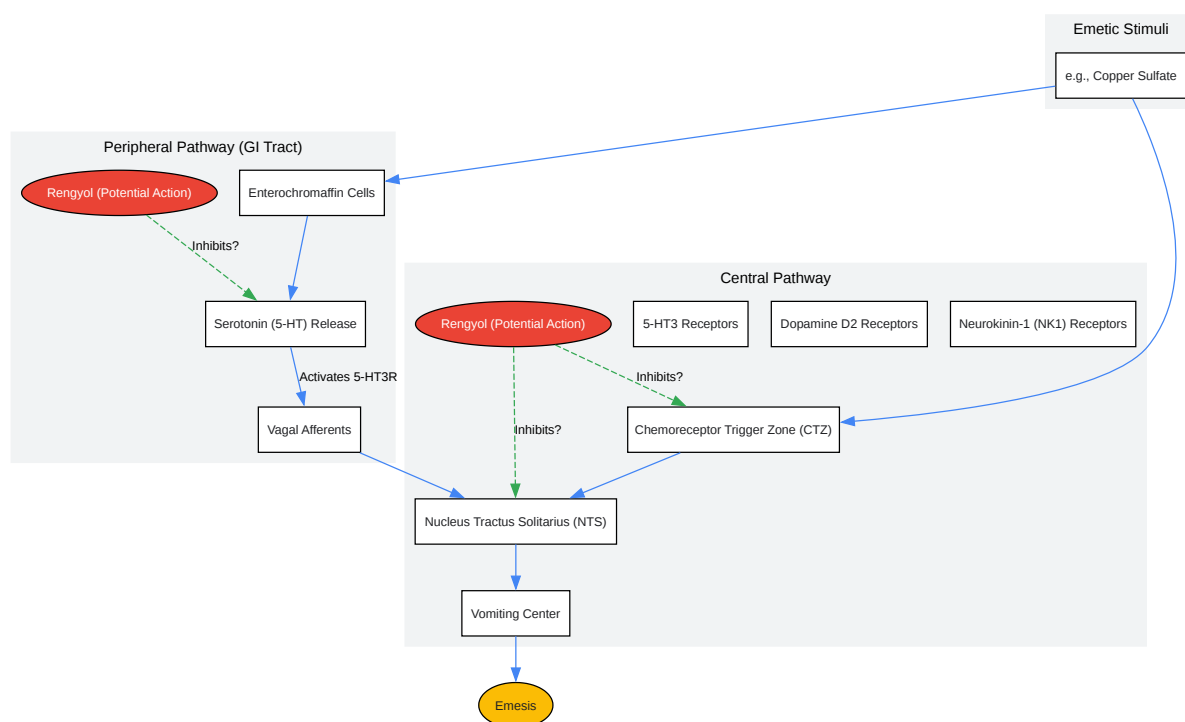 Emetic Stimuli
e.g., Copper Sulfate
Peripheral Pathway (GI Tract)
Rengyol (Potential Action)
Enterochromaffin Cells
Inhibits?
Serotonin (5-HT) Release
Activates 5-HT3R
Vagal Afferents
Central Pathway
Rengyol (Potential Action)
5-HT3 Receptors
Dopamine D2 Receptors
Neurokinin-1 (NK1) Receptors
Inhibits?
Inhibits?
Chemoreceptor Trigger Zone (CTZ)
Nucleus Tractus Solitarius (NTS)
Vomiting Center
Emesis